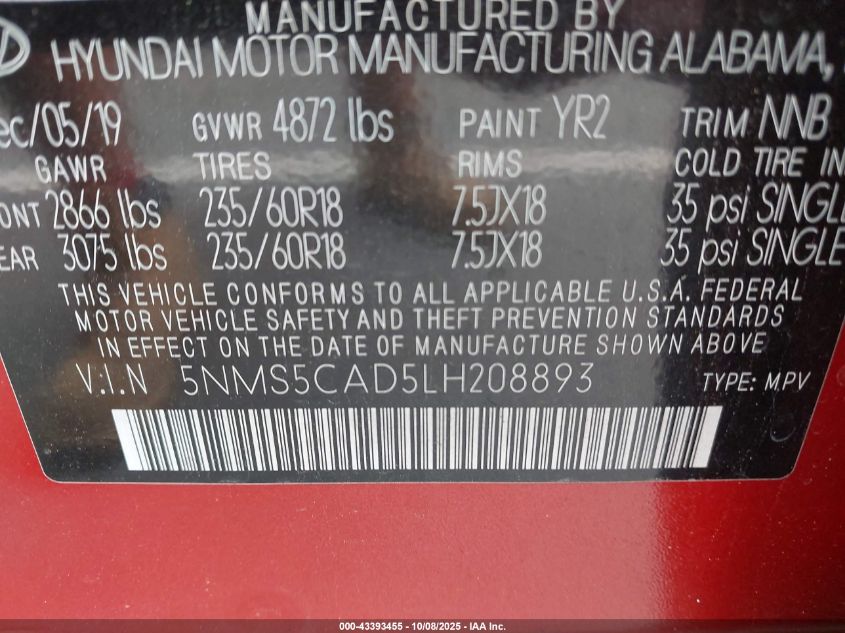 MANUFACTURED BY
HYUNDAI MOTOR MANUFACTURING ALABAMA,
ec/05/19 GVWR 4872 lbs PAINT YR2 TRIM NNB
GAWR TIRES RIMS COLD TIRE IN
ONT 2866 lbs 235/60R18 7.5JX18 35 psi SINGLE
EAR 3075 lbs 235/60R18 7.5JX18 35 psi SINGLE
THIS VEHICLE CONFORMS TO ALL APPLICABLE U.S.A. FEDERAL
MOTOR VEHICLE SAFETY AND THEFT PREVENTION STANDARDS
IN EFFECT ON THE DATE OF MANUFACTURE SHOWN ABOVE
V.I.N 5NMS5CAD5LH208893 TYPE: MPV
000-43393455 - 10/08/2025 - IAA Inc.